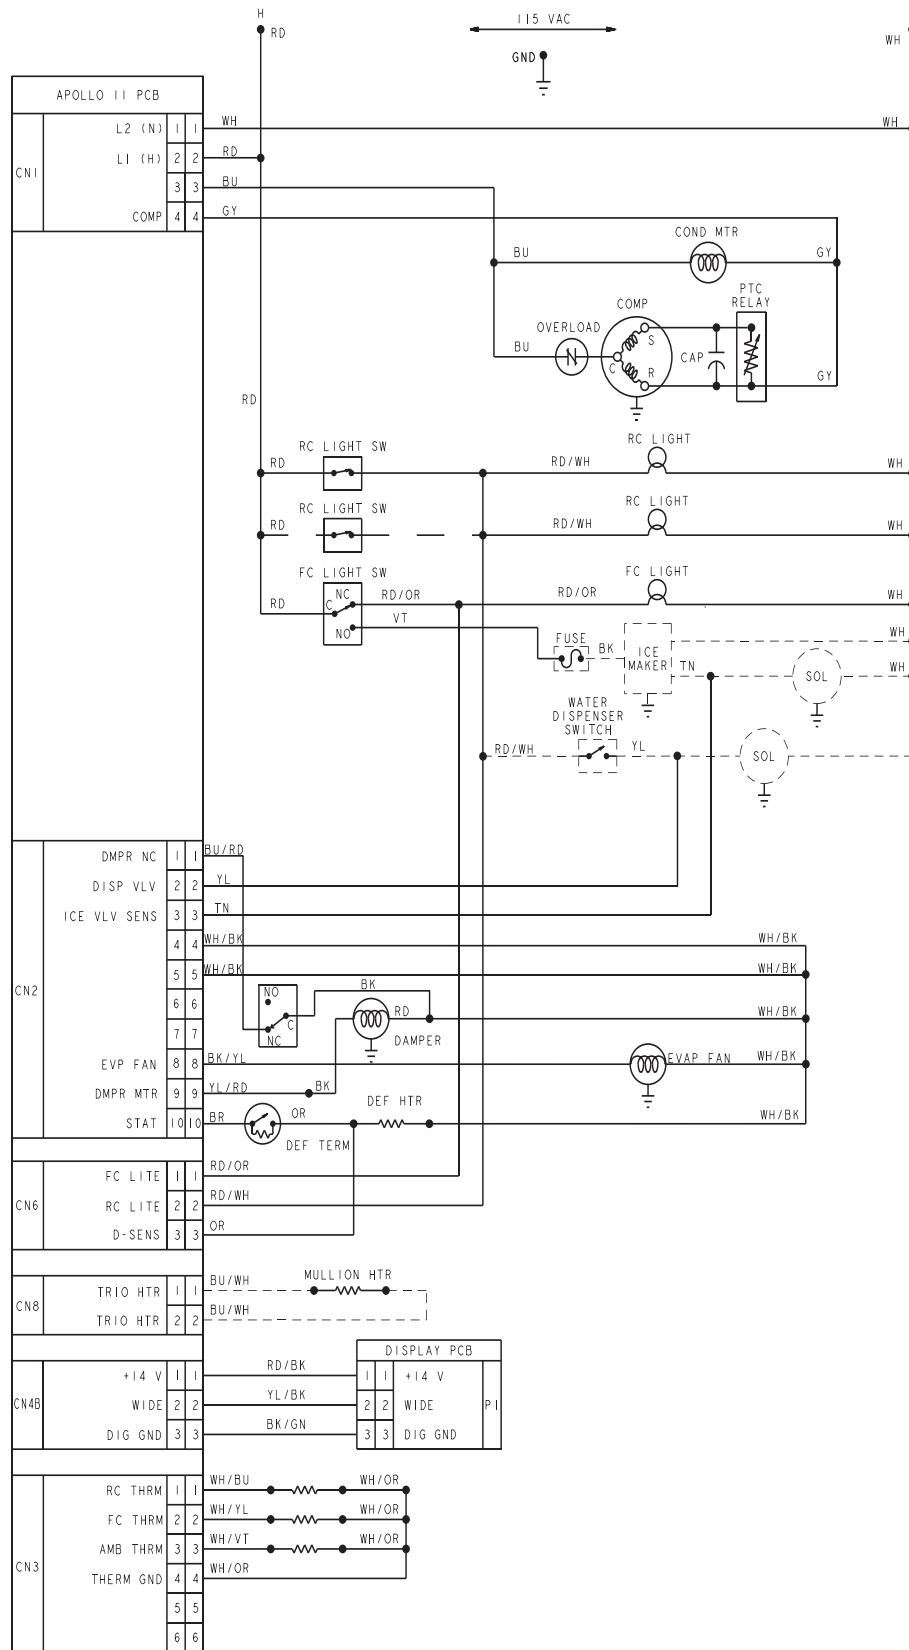 H
RD
115 VAC
WH
GND
APOLLO II PCB
CN1
L2 (N) 1 1 WH WH
L1 (H) 2 2 RD
3 3 BU
COMP 4 4 GY
COND MTR
BU GY
PTC
RELAY
COMP
OVERLOAD
S
BU
C
CAP
R
GY
RD
RC LIGHT SW RC LIGHT
RD RD/WH WH
RC LIGHT SW RC LIGHT
RD RD/WH WH
FC LIGHT SW FC LIGHT
NC RD/OR RD/OR WH
RD C
VT
NO
FUSE BK ICE
MAKER
WH
TN SOL WH
WATER
DISPENSER
SWITCH
RD/WH YL SOL
CN2
DMPR NC 1 1 BU/RD
DISP VLV 2 2 YL
ICE VLV SENS 3 3 TN
4 4 WH/BK WH/BK
5 5 WH/BK WH/BK
NO BK
6 6
C RD WH/BK
7 7 NC DAMPER
EVP FAN 8 8 BK/YL EVAP FAN WH/BK
DMPR MTR 9 9 YL/RD BK
STAT 10 10 BR OR DEF HTR WH/BK
DEF TERM
CN6
FC LITE 1 1 RD/OR
RC LITE 2 2 RD/WH
D-SENS 3 3 OR
CN8
TRIO HTR 1 1 BU/WH MULLION HTR
TRIO HTR 2 2 BU/WH
DISPLAY PCB
CN4B
+14 V 1 1 RD/BK 1 1 +14 V
WIDE 2 2 YL/BK 2 2 WIDE P1
DIG GND 3 3 BK/GN 3 3 DIG GND
CN3
RC THRM 1 1 WH/BU WH/OR
FC THRM 2 2 WH/YL WH/OR
AMB THRM 3 3 WH/VT WH/OR
THERM GND 4 4 WH/OR
5 5
6 6